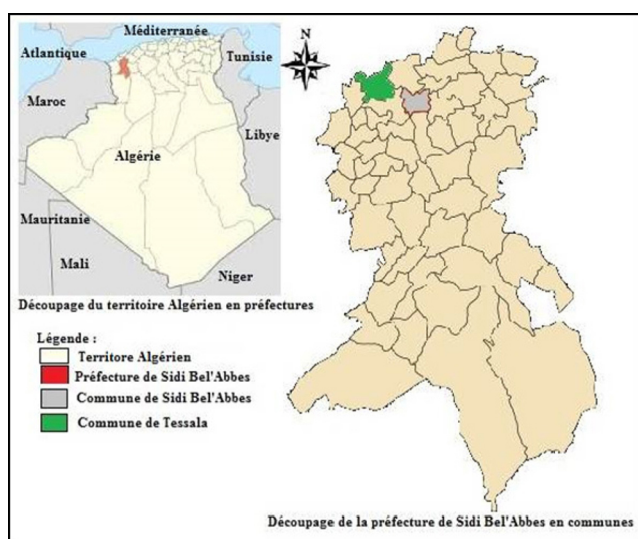 Méditerranée
N
Atlantique
Tunisie
Maroc
Algérie
Libye
Mauritanie
Mali
Niger
Découpage du territoire Algérien en préfectures
Légende :
Territore Algérien
Préfecture de Sidi Bel'Abbes
Commune de Sidi Bel'Abbes
Commune de Tessala
Découpage de la préfecture de Sidi Bel'Abbes en communes